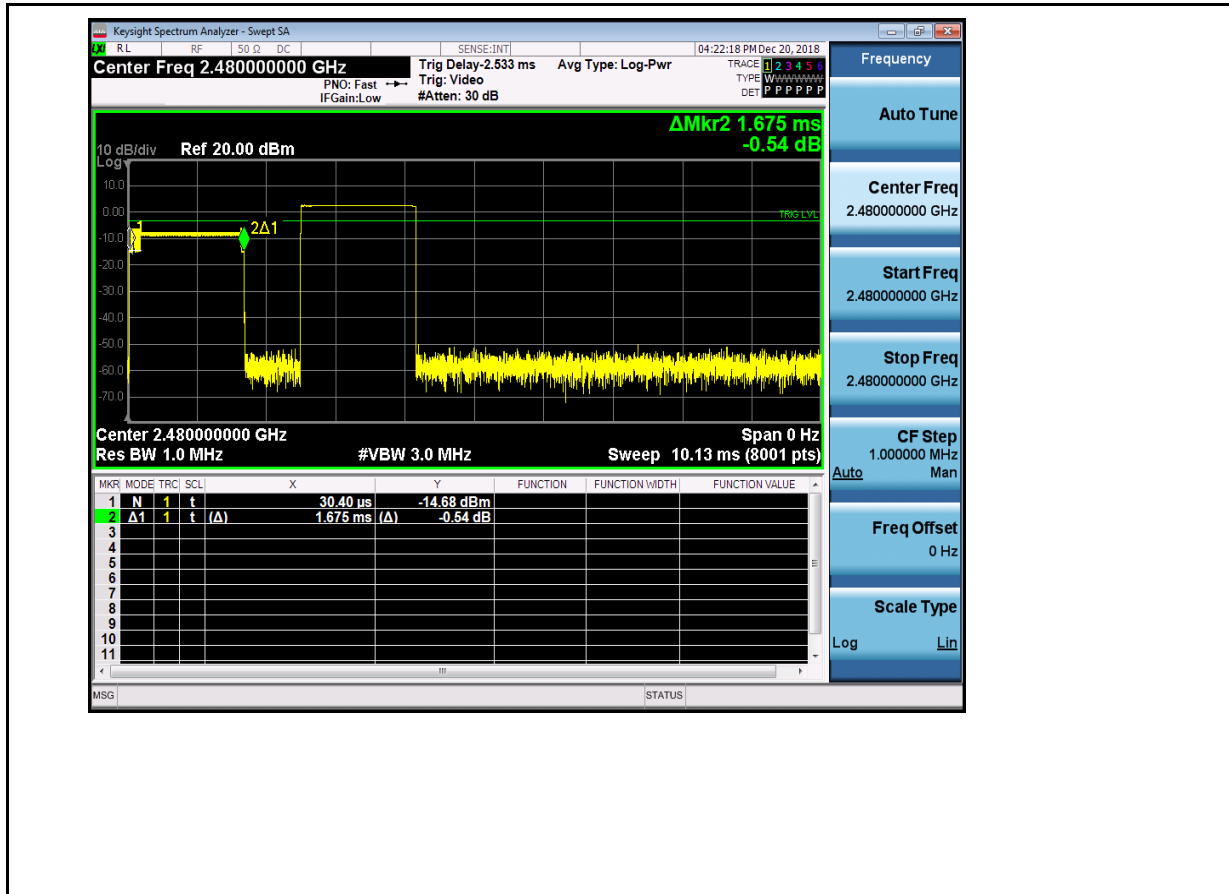 Keysight Spectrum Analyzer - Swept SA
LXI RL RF 50 Ω DC SENSE:INT 04:22:18 PM Dec 20, 2018
Center Freq 2.480000000 GHz
PNO: Fast
IFGain:Low
Trig Delay-2.533 ms
Trig: Video
#Atten: 30 dB
Avg Type: Log-Pwr
TRACE 1 2 3 4 5 6
TYPE WWWWWW
DET P P P P P P
ΔMkr2 1.675 ms
-0.54 dB
10 dB/div Ref 20.00 dBm
Log
10.0
0.00
TRIG LVL
2Δ1
-10.0
-20.0
-30.0
-40.0
-50.0
-60.0
-70.0
Center 2.480000000 GHz Span 0 Hz
Res BW 1.0 MHz #VBW 3.0 MHz Sweep 10.13 ms (8001 pts)
MKR MODE TRC SCL X Y FUNCTION FUNCTION WIDTH FUNCTION VALUE
1 N 1 t 30.40 µs -14.68 dBm
2 Δ1 1 t (Δ) 1.675 ms (Δ) -0.54 dB
3
4
5
6
7
8
9
10
11
MSG STATUS
Frequency
Auto Tune
Center Freq
2.480000000 GHz
Start Freq
2.480000000 GHz
Stop Freq
2.480000000 GHz
CF Step
1.000000 MHz
Auto Man
Freq Offset
0 Hz
Scale Type
Log Lin